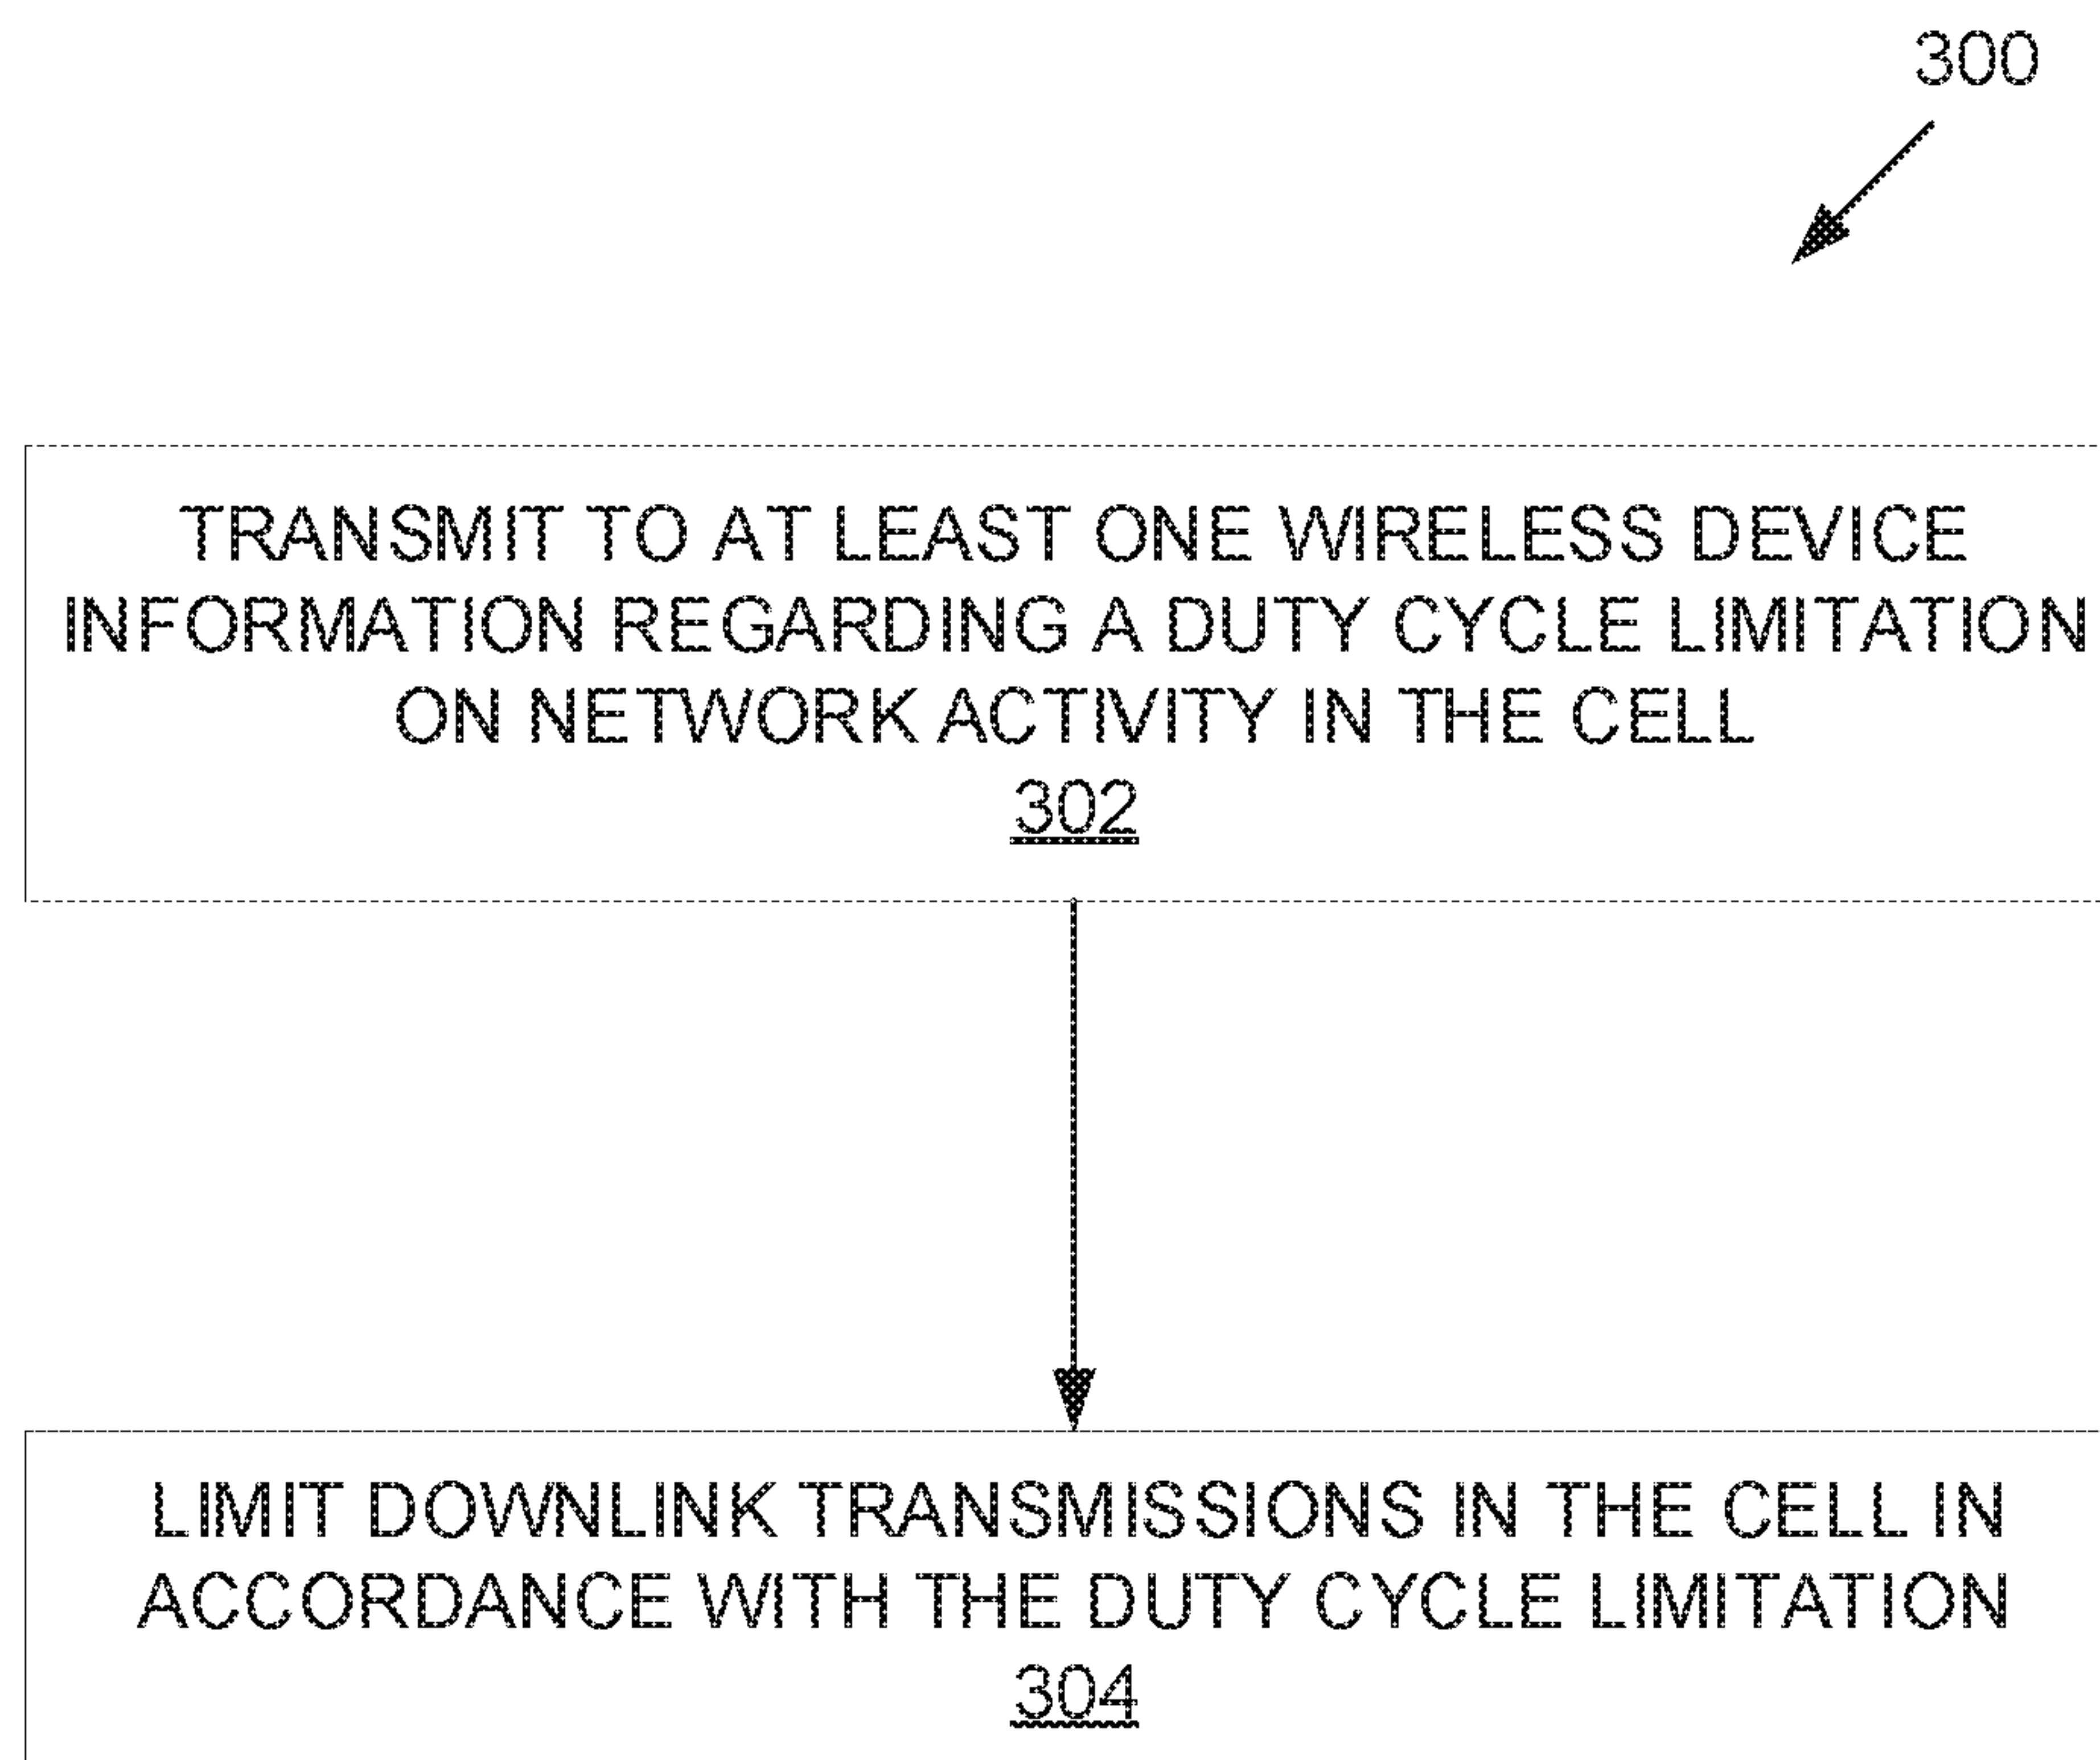 300
TRANSMIT TO AT LEAST ONE WIRELESS DEVICE
INFORMATION REGARDING A DUTY CYCLE LIMITATION
ON NETWORK ACTIVITY IN THE CELL
302
LIMIT DOWNLINK TRANSMISSIONS IN THE CELL IN
ACCORDANCE WITH THE DUTY CYCLE LIMITATION
304